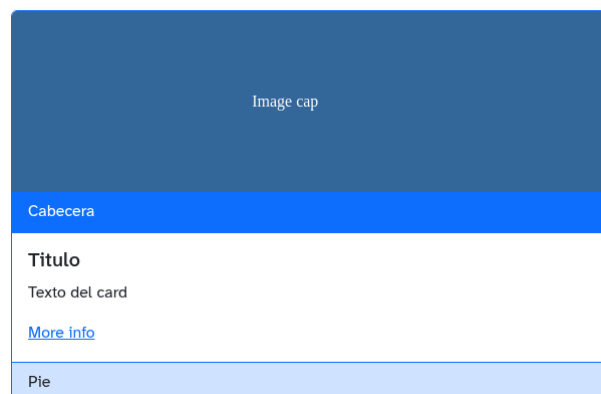 Image cap
Cabecera
Titulo
Texto del card
More info
Pie